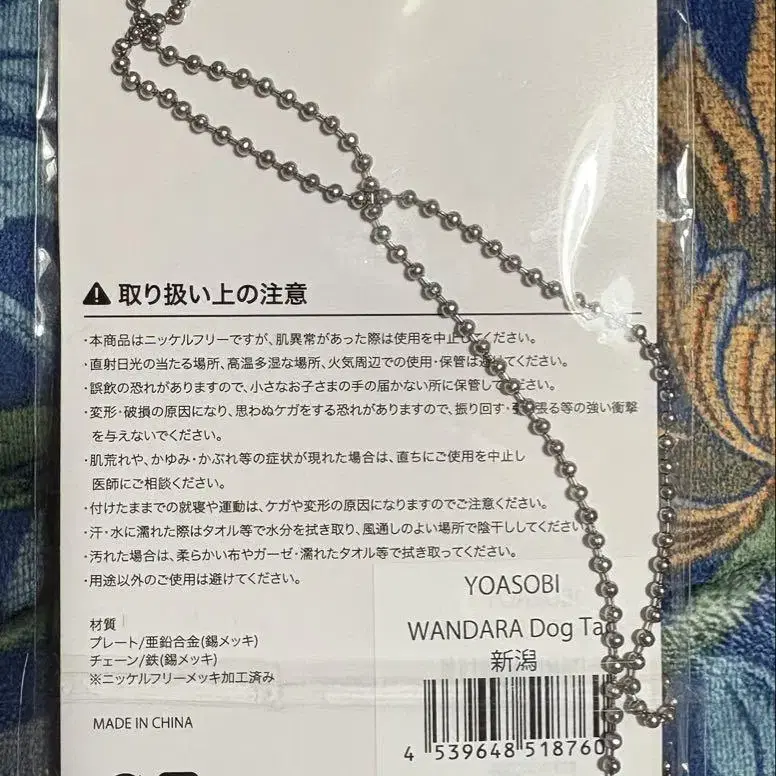 取り扱い上の注意
・本商品はニッケルフリーですが、肌異常があった際は使用を中止してください。
・直射日光の当たる場所、高温多湿な場所、火気周辺での使用・保管は避けてください。
・誤飲の恐れがありますので、小さなお子さまの手の届かない所に保管してください。
・変形・破損の原因になり、思わぬケガをする恐れがありますので、振り回す・引っ張る等の強い衝撃
を与えないでください。
・肌荒れや、かゆみ・かぶれ等の症状が現れた場合は、直ちにご使用を中止し
医師にご相談ください。
・付けたままでの就寝や運動は、ケガや変形の原因になりますのでご注意ください。
・汗・水に濡れた際はタオル等で水分を拭き取り、風通しのよい場所で陰干ししてください。
・汚れた場合は、柔らかい布やガーゼ・濡れたタオル等で拭き取ってください。
・用途以外のご使用は避けてください。
材質
プレート/亜鉛合金(錫メッキ)
チェーン/鉄(錫メッキ)
※ニッケルフリーメッキ加工済み
MADE IN CHINA
YOASOBI
WANDARA Dog Tag
新潟
4 539648 518760